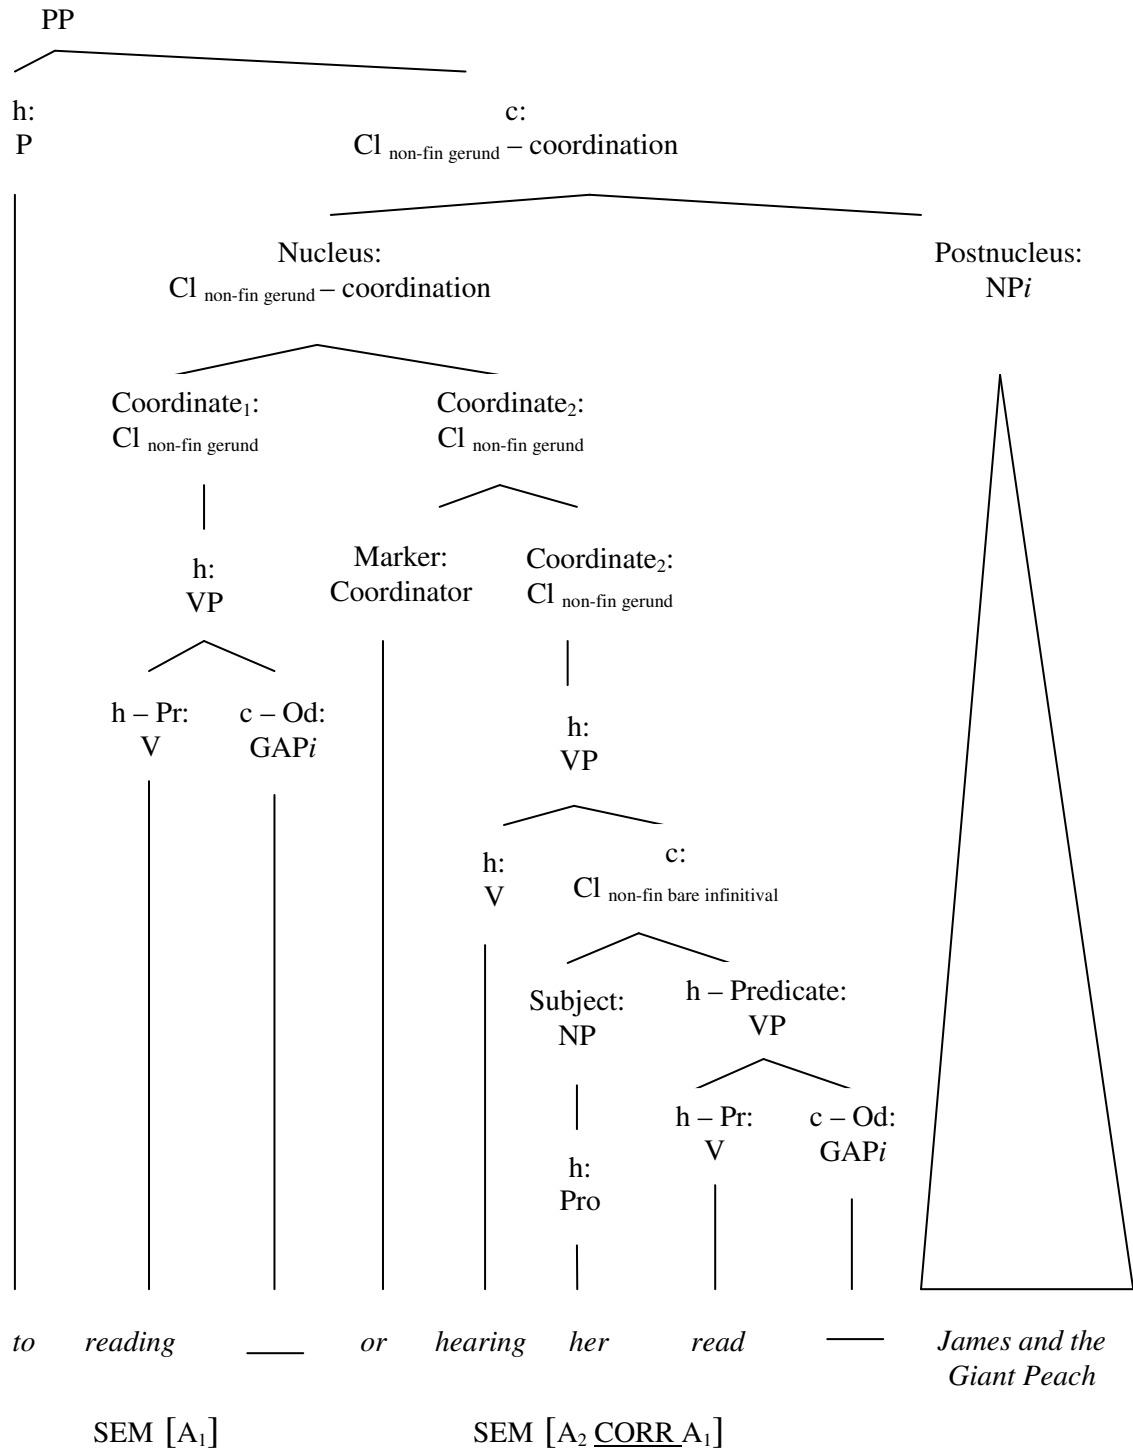 PP
h:
P
c:
Cl non-fin gerund – coordination
Nucleus:
Cl non-fin gerund – coordination
Postnucleus:
NPi
Coordinate1:
Cl non-fin gerund
Coordinate2:
Cl non-fin gerund
h:
VP
Marker:
Coordinator
Coordinate2:
Cl non-fin gerund
h – Pr:
V
c – Od:
GAPi
h:
VP
h:
V
c:
Cl non-fin bare infinitival
Subject:
NP
h – Predicate:
VP
h:
Pro
h – Pr:
V
c – Od:
GAPi
to reading ___ or hearing her read ___ James and the
Giant Peach
SEM [A1] SEM [A2 CORR A1]